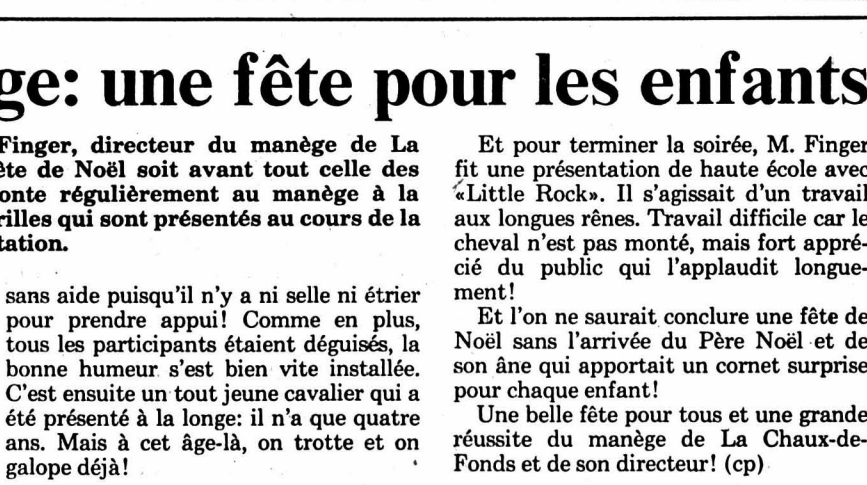 ge: une fête pour les enfants
Finger, directeur du manège de La
ête de Noël soit avant tout celle des
onte régulièrement au manège à la
rilles qui sont présentés au cours de la
tation.
sans aide puisqu'il n'y a ni selle ni étrier
pour prendre appui! Comme en plus,
tous les participants étaient déguisés, la
bonne humeur s'est bien vite installée.
C'est ensuite un tout jeune cavalier qui a
été présenté à la longe: il n'a que quatre
ans. Mais à cet âge-là, on trotte et on
galope déjà!
Et pour terminer la soirée, M. Finger
fit une présentation de haute école avec
«Little Rock». Il s'agissait d'un travail
aux longues rênes. Travail difficile car le
cheval n'est pas monté, mais fort appré-
cié du public qui l'applaudit longue-
ment!
Et l'on ne saurait conclure une fête de
Noël sans l'arrivée du Père Noël et de
son âne qui apportait un cornet surprise
pour chaque enfant!
Une belle fête pour tous et une grande
réussite du manège de La Chaux-de-
Fonds et de son directeur! (cp)